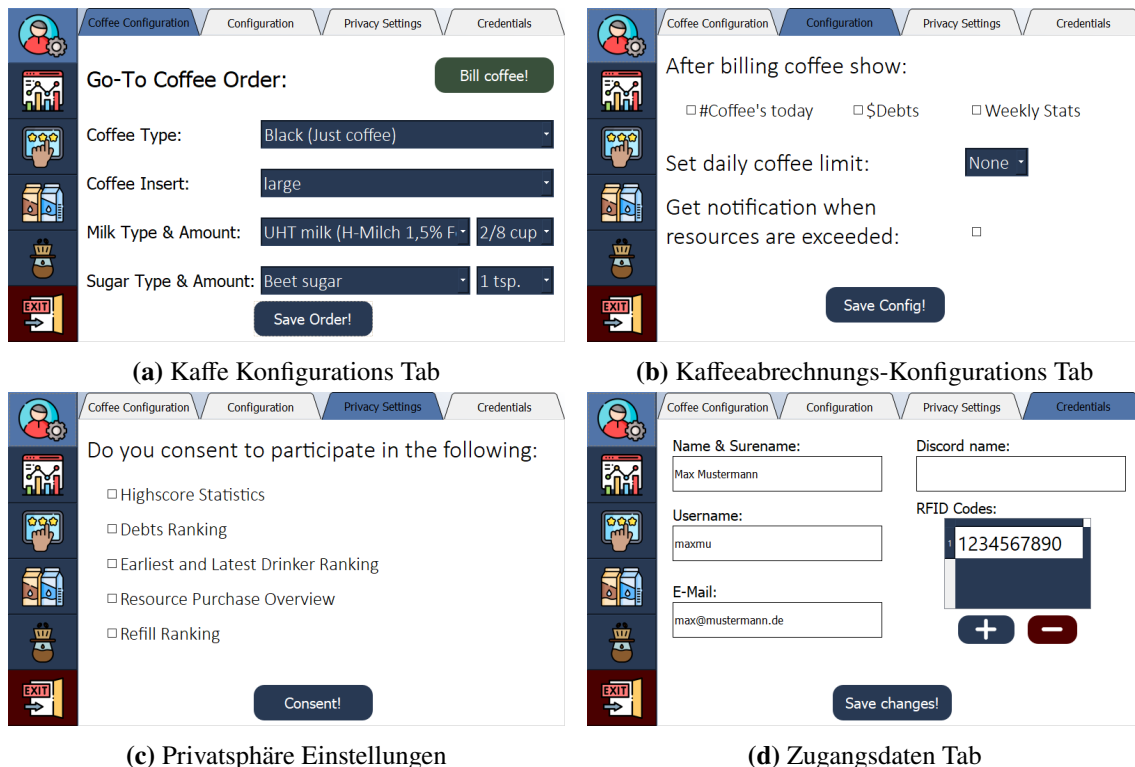 Coffee Configuration Configuration Privacy Settings Credentials
Go-To Coffee Order: Bill coffee!
Coffee Type: Black (Just coffee)
Coffee Insert: large
Milk Type & Amount: UHT milk (H-Milch 1,5% F 2/8 cup
Sugar Type & Amount: Beet sugar 1 tsp.
EXIT
Save Order!
(a) Kaffe Konfigurations Tab
Coffee Configuration Configuration Privacy Settings Credentials
After billing coffee show:
#Coffee's today $Debts Weekly Stats
Set daily coffee limit: None
Get notification when
resources are exceeded:
EXIT
Save Config!
(b) Kaffeeabrechnungs-Konfigurations Tab
Coffee Configuration Configuration Privacy Settings Credentials
Do you consent to participate in the following:
Highscore Statistics
Debts Ranking
Earliest and Latest Drinker Ranking
Resource Purchase Overview
Refill Ranking
EXIT
Consent!
(c) Privatsphäre Einstellungen
Coffee Configuration Configuration Privacy Settings Credentials
Name & Surename: Discord name:
Max Mustermann
Username: RFID Codes:
maxmu 1 1234567890
E-Mail:
max@mustermann.de
EXIT
Save changes!
(d) Zugangsdaten Tab